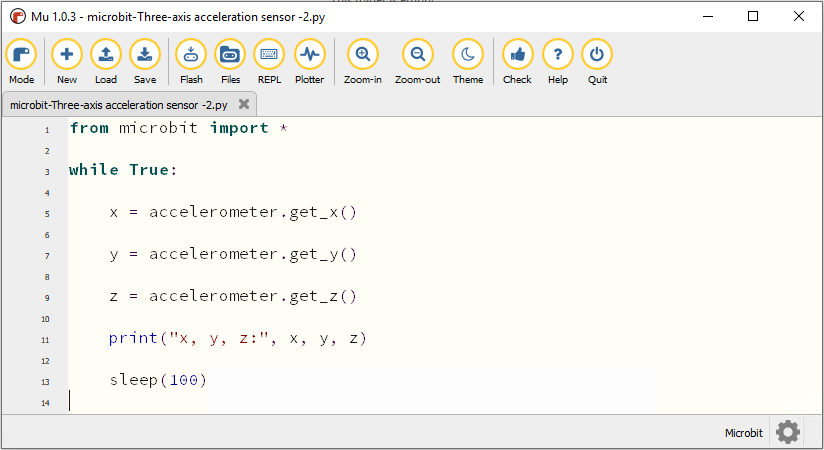 Mu 1.0.3 - microbit-Three-axis acceleration sensor -2.py
Mode New Load Save Flash Files REPL Plotter Zoom-in Zoom-out Theme Check Help Quit
microbit-Three-axis acceleration sensor -2.py
1 from microbit import *
2
3 while True:
4
5 x = accelerometer.get_x()
6
7 y = accelerometer.get_y()
8
9 z = accelerometer.get_z()
10
11 print("x, y, z:", x, y, z)
12
13 sleep(100)
14
Microbit